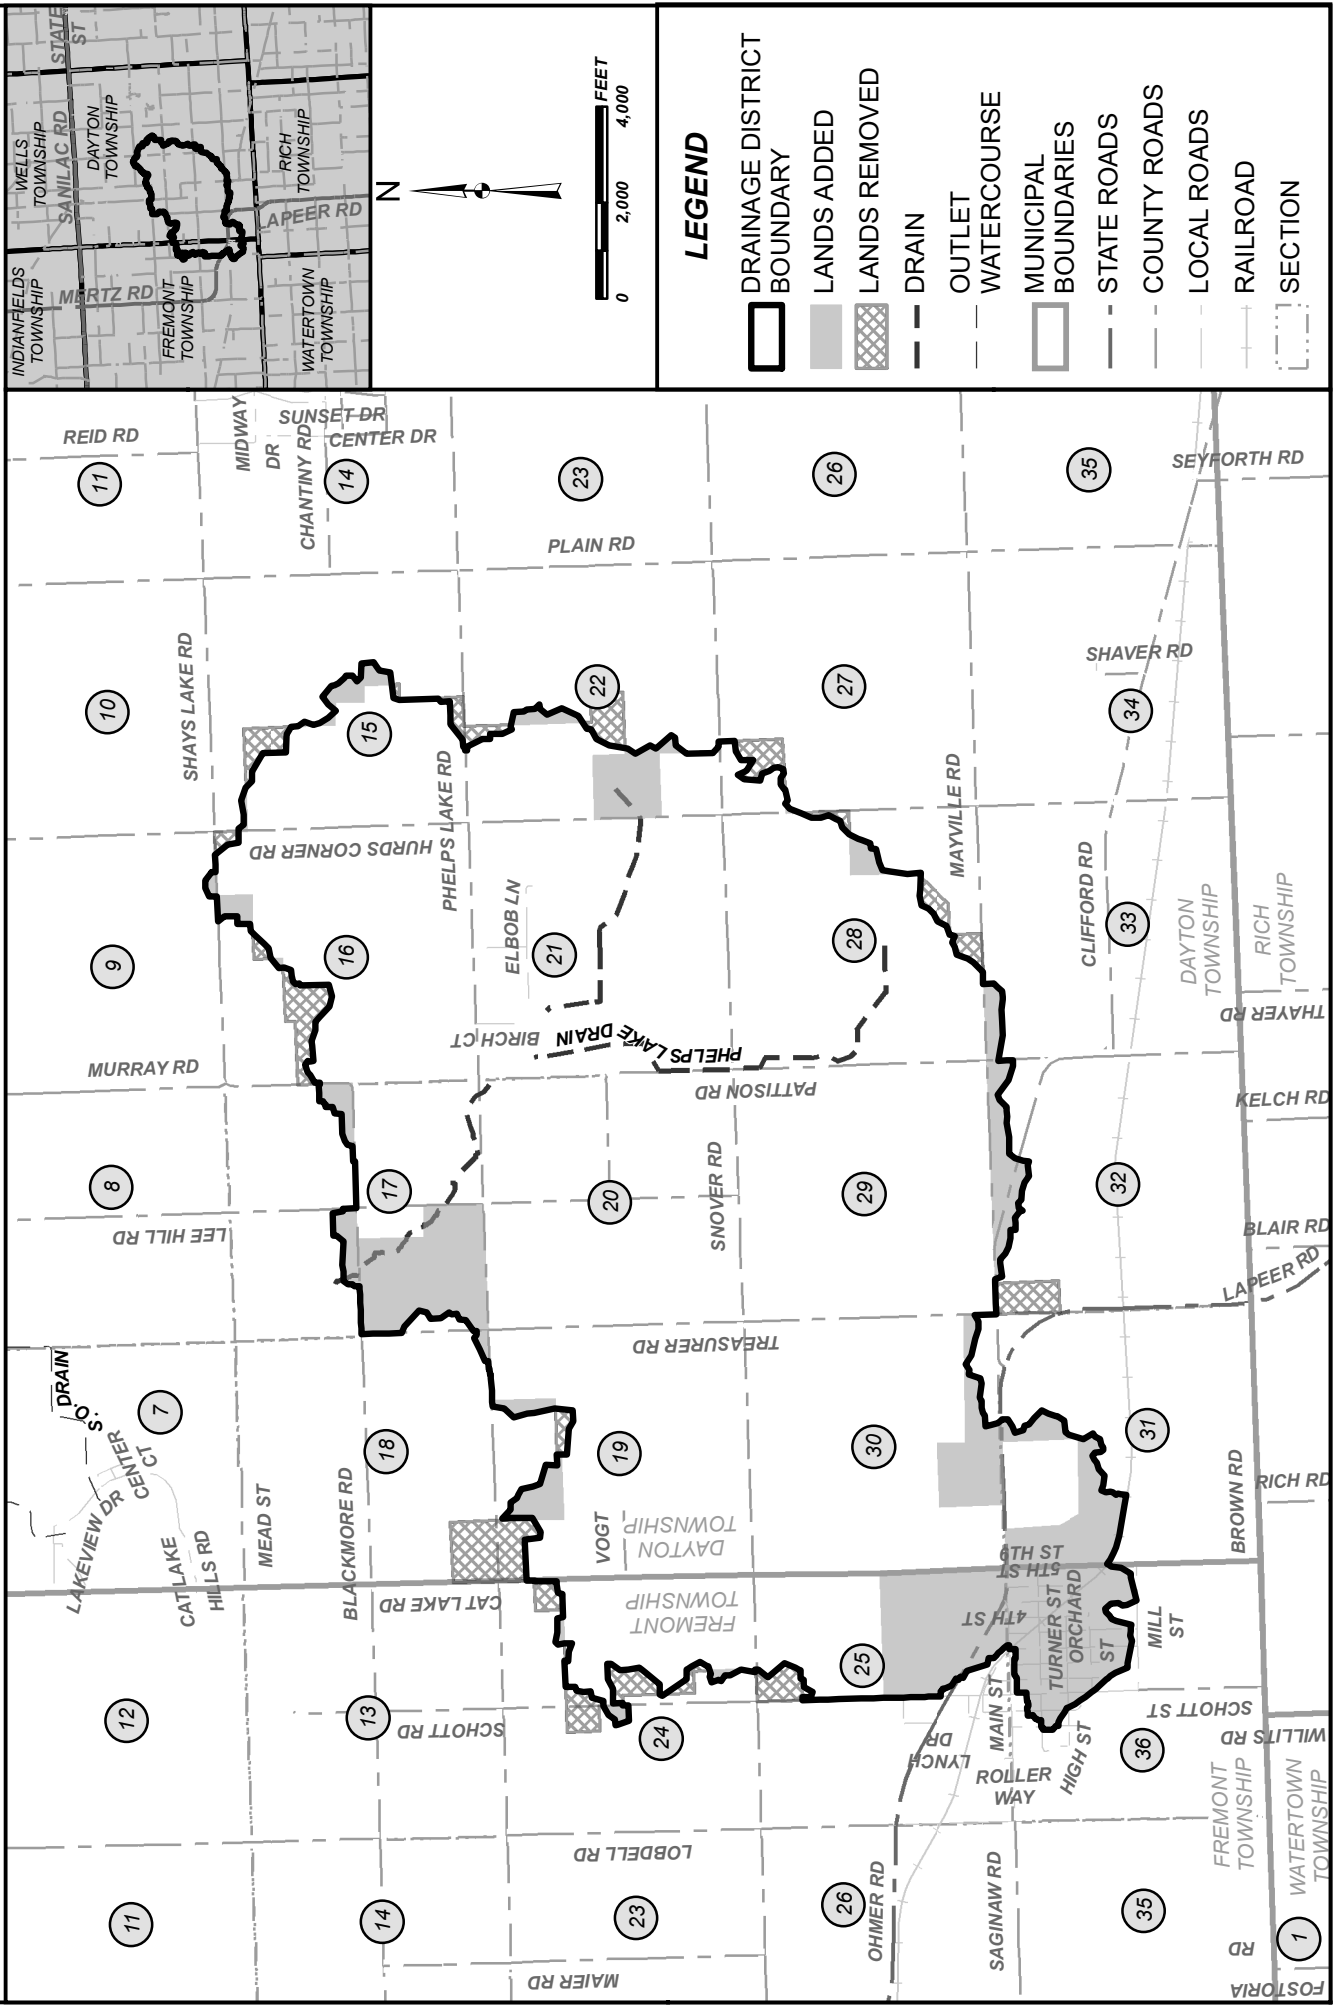 INDIANFIELDS
TOWNSHIP
WELLS
TOWNSHIP
STATE
ST
SANILAC RD
DAYTON
TOWNSHIP
MERTZ RD
FREMONT
TOWNSHIP
RICH
TOWNSHIP
LAPEER RD
WATERTOWN
TOWNSHIP
N
0
2,000
4,000
FEET
LEGEND
DRAINAGE DISTRICT
BOUNDARY
LANDS ADDED
LANDS REMOVED
DRAIN
OUTLET
WATERCOURSE
MUNICIPAL
BOUNDARIES
STATE ROADS
COUNTY ROADS
LOCAL ROADS
RAILROAD
SECTION
11
12
7
8
9
10
11
LAKEVIEW DR
CENTER
CT
CAT LAKE
HILLS RD
S.O.
DRAIN
LEE HILL RD
MURRAY RD
SHAYS LAKE RD
REID RD
MEAD ST
MIDWAY
DR
SUNSET DR
CHANTINY RD
CENTER DR
14
13
18
17
16
15
14
BLACKMORE RD
CAT LAKE RD
SCHOTT RD
HURDS CORNER RD
PHELPS LAKE RD
ELBOB LN
BIRCH CT
PLAIN RD
23
24
19
20
21
22
23
MAIER RD
LOBDELL RD
VOGT
FREMONT
TOWNSHIP
DAYTON
TOWNSHIP
TREASURER RD
SNOVER RD
PATTISON RD
PHELPS LAKE DRAIN
26
25
30
29
28
27
26
OHMER RD
LYNCH
DR
MAIN ST
ROLLER
WAY
HIGH ST
4TH ST
5TH ST
6TH ST
TURNER ST
ORCHARD
ST
MILL
ST
MAYVILLE RD
SAGINAW RD
CLIFFORD RD
SHAVER RD
35
36
31
32
33
34
35
SCHOTT ST
WILLITS RD
BROWN RD
RICH RD
LAPEER RD
BLAIR RD
KELCH RD
THAYER RD
SEYFORTH RD
DAYTON
TOWNSHIP
RICH
TOWNSHIP
FREMONT
TOWNSHIP
WATERTOWN
TOWNSHIP
FOSTORIA
RD
1